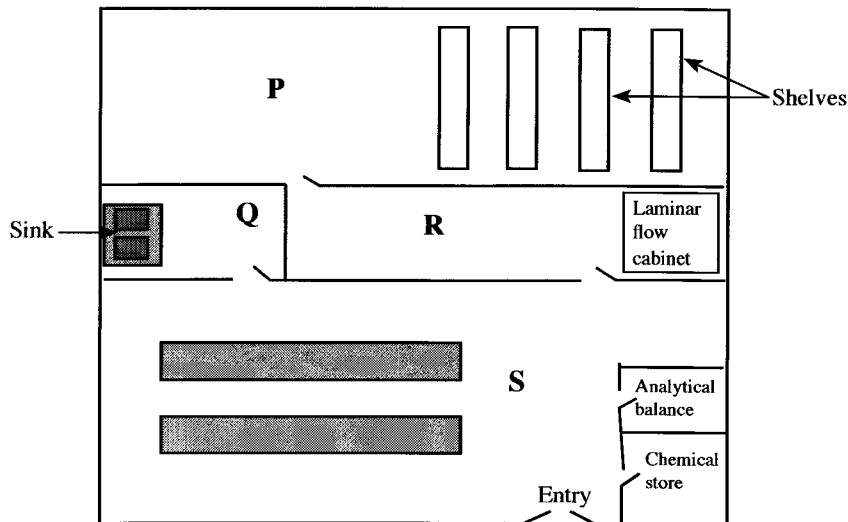 P
Shelves
Sink
Q
R
Laminar
flow
cabinet
S
Analytical
balance
Chemical
store
Entry